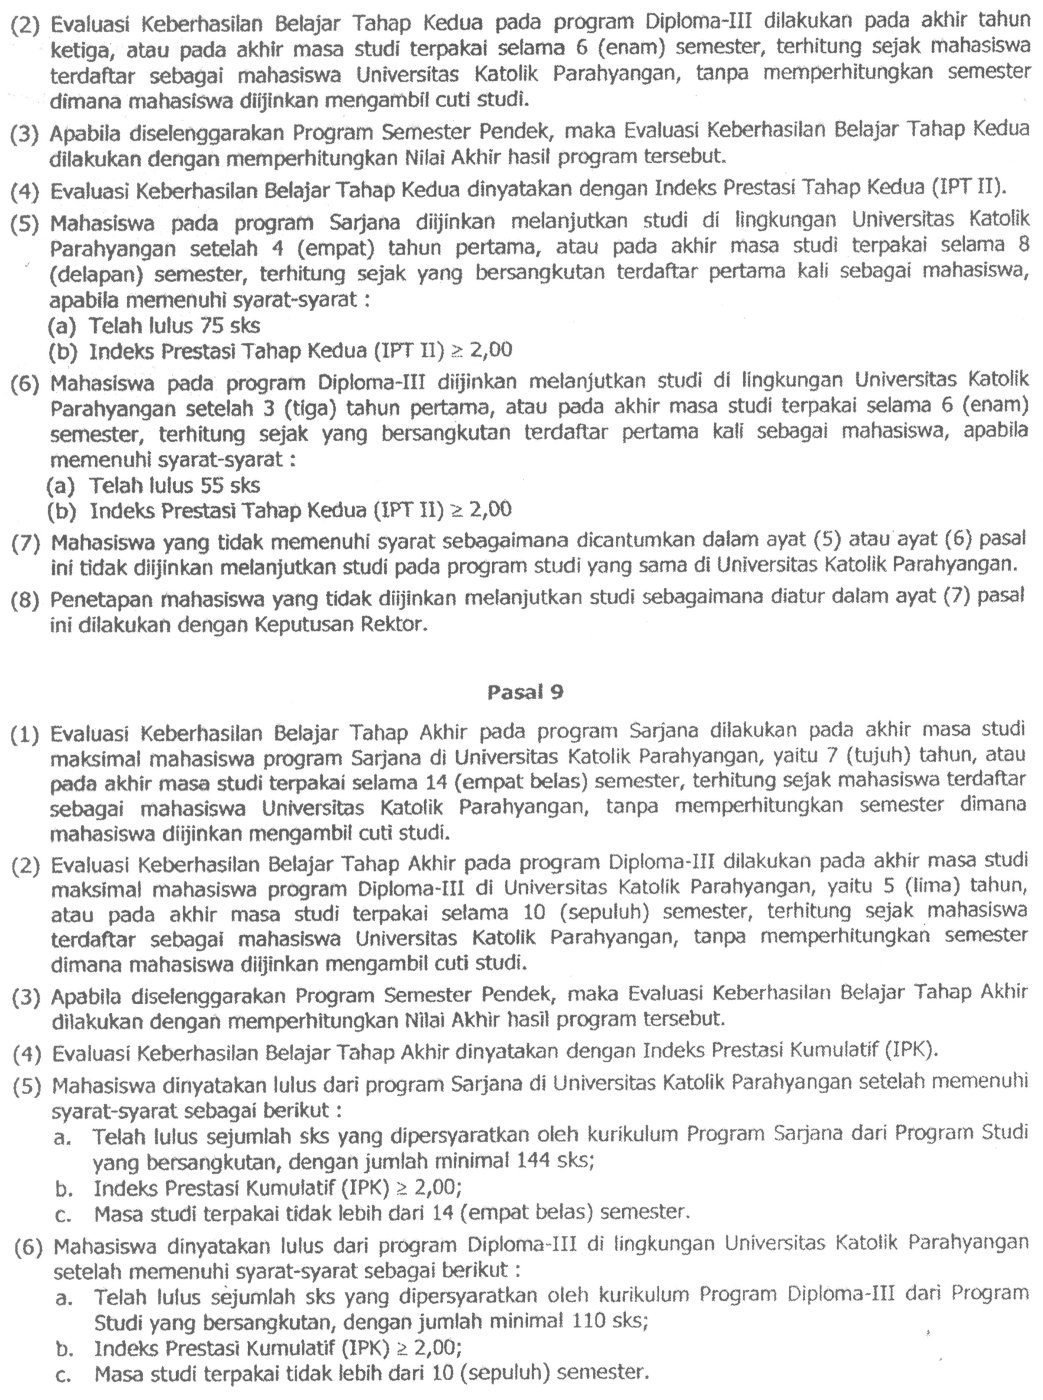 (2) Evaluasi Keberhasilan Belajar Tahap Kedua pada program Diploma-III dilakukan pada akhir tahun
ketiga, atau pada akhir masa studi terpakai selama 6 (enam) semester, terhitung sejak mahasiswa
terdaftar sebagai mahasiswa Universitas Katolik Parahyangan, tanpa memperhitungkan semester
dimana mahasiswa diijinkan mengambil cuti studi.
(3) Apabila diselenggarakan Program Semester Pendek, maka Evaluasi Keberhasilan Belajar Tahap Kedua
dilakukan dengan memperhitungkan Nilai Akhir hasil program tersebut.
(4) Evaluasi Keberhasilan Belajar Tahap Kedua dinyatakan dengan Indeks Prestasi Tahap Kedua (IPT II).
(5) Mahasiswa pada program Sarjana diijinkan melanjutkan studi di lingkungan Universitas Katolik
Parahyangan setelah 4 (empat) tahun pertama, atau pada akhir masa studi terpakai selama 8
(delapan) semester, terhitung sejak yang bersangkutan terdaftar pertama kali sebagai mahasiswa,
apabila memenuhi syarat-syarat :
(a) Telah lulus 75 sks
(b) Indeks Prestasi Tahap Kedua (IPT II) ≥ 2,00
(6) Mahasiswa pada program Diploma-III diijinkan melanjutkan studi di lingkungan Universitas Katolik
Parahyangan setelah 3 (tiga) tahun pertama, atau pada akhir masa studi terpakai selama 6 (enam)
semester, terhitung sejak yang bersangkutan terdaftar pertama kali sebagai mahasiswa, apabila
memenuhi syarat-syarat :
(a) Telah lulus 55 sks
(b) Indeks Prestasi Tahap Kedua (IPT II) ≥ 2,00
(7) Mahasiswa yang tidak memenuhi syarat sebagaimana dicantumkan dalam ayat (5) atau ayat (6) pasal
ini tidak diijinkan melanjutkan studi pada program studi yang sama di Universitas Katolik Parahyangan.
(8) Penetapan mahasiswa yang tidak diijinkan melanjutkan studi sebagaimana diatur dalam ayat (7) pasal
ini dilakukan dengan Keputusan Rektor.
Pasal 9
(1) Evaluasi Keberhasilan Belajar Tahap Akhir pada program Sarjana dilakukan pada akhir masa studi
maksimal mahasiswa program Sarjana di Universitas Katolik Parahyangan, yaitu 7 (tujuh) tahun, atau
pada akhir masa studi terpakai selama 14 (empat belas) semester, terhitung sejak mahasiswa terdaftar
sebagai mahasiswa Universitas Katolik Parahyangan, tanpa memperhitungkan semester dimana
mahasiswa diijinkan mengambil cuti studi.
(2) Evaluasi Keberhasilan Belajar Tahap Akhir pada program Diploma-III dilakukan pada akhir masa studi
maksimal mahasiswa program Diploma-III di Universitas Katolik Parahyangan, yaitu 5 (lima) tahun,
atau pada akhir masa studi terpakai selama 10 (sepuluh) semester, terhitung sejak mahasiswa
terdaftar sebagai mahasiswa Universitas Katolik Parahyangan, tanpa memperhitungkan semester
dimana mahasiswa diijinkan mengambil cuti studi.
(3) Apabila diselenggarakan Program Semester Pendek, maka Evaluasi Keberhasilan Belajar Tahap Akhir
dilakukan dengan memperhitungkan Nilai Akhir hasil program tersebut.
(4) Evaluasi Keberhasilan Belajar Tahap Akhir dinyatakan dengan Indeks Prestasi Kumulatif (IPK).
(5) Mahasiswa dinyatakan lulus dari program Sarjana di Universitas Katolik Parahyangan setelah memenuhi
syarat-syarat sebagai berikut :
a. Telah lulus sejumlah sks yang dipersyaratkan oleh kurikulum Program Sarjana dari Program Studi
yang bersangkutan, dengan jumlah minimal 144 sks;
b. Indeks Prestasi Kumulatif (IPK) ≥ 2,00;
c. Masa studi terpakai tidak lebih dari 14 (empat belas) semester.
(6) Mahasiswa dinyatakan lulus dari program Diploma-III di lingkungan Universitas Katolik Parahyangan
setelah memenuhi syarat-syarat sebagai berikut :
a. Telah lulus sejumlah sks yang dipersyaratkan oleh kurikulum Program Diploma-III dari Program
Studi yang bersangkutan, dengan jumlah minimal 110 sks;
b. Indeks Prestasi Kumulatif (IPK) ≥ 2,00;
c. Masa studi terpakai tidak lebih dari 10 (sepuluh) semester.